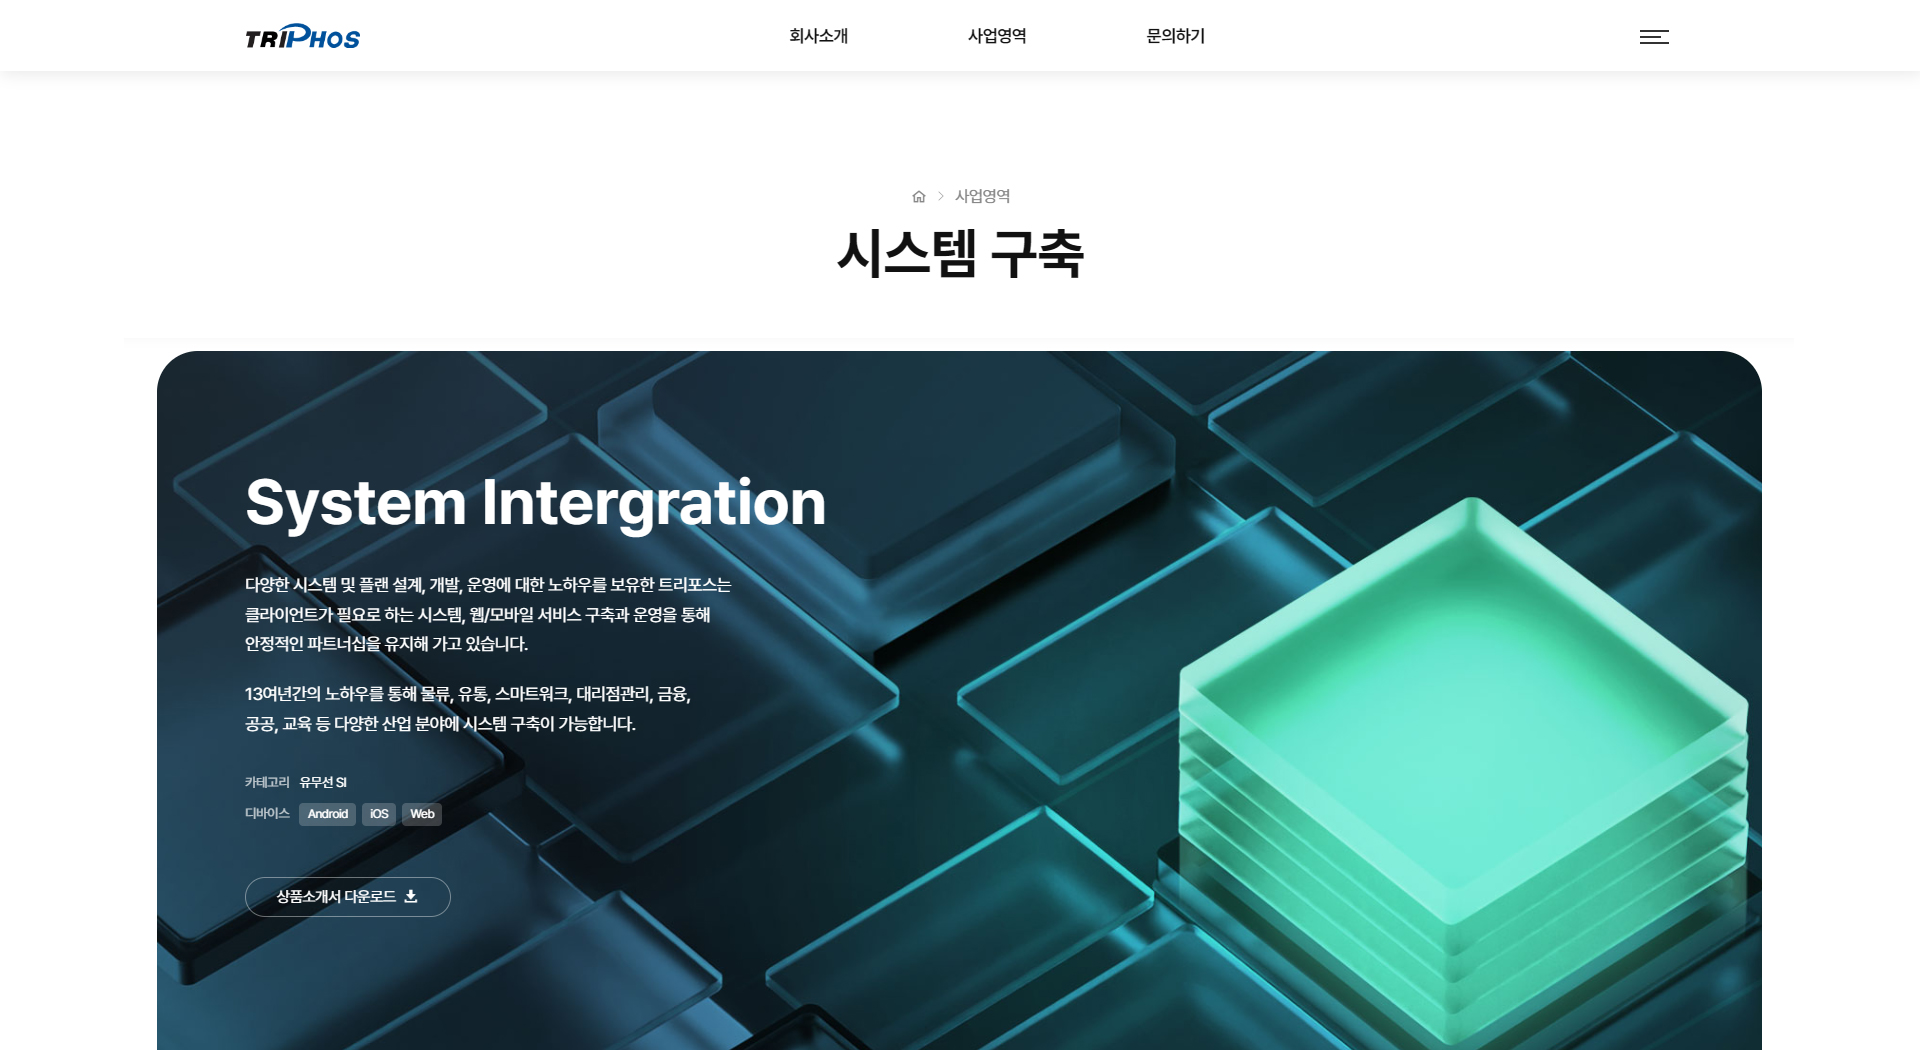 TRIPHOS
회사소개
사업영역
문의하기
사업영역
시스템 구축
System Intergration
다양한 시스템 및 플랜 설계, 개발, 운영에 대한 노하우를 보유한 트리포스는
클라이언트가 필요로 하는 시스템, 웹/모바일 서비스 구축과 운영을 통해
안정적인 파트너십을 유지해 가고 있습니다.
13여년간의 노하우를 통해 물류, 유통, 스마트워크, 대리점관리, 금융,
공공, 교육 등 다양한 산업 분야에 시스템 구축이 가능합니다.
카테고리 유무선 SI
디바이스 Android iOS Web
상품소개서 다운로드